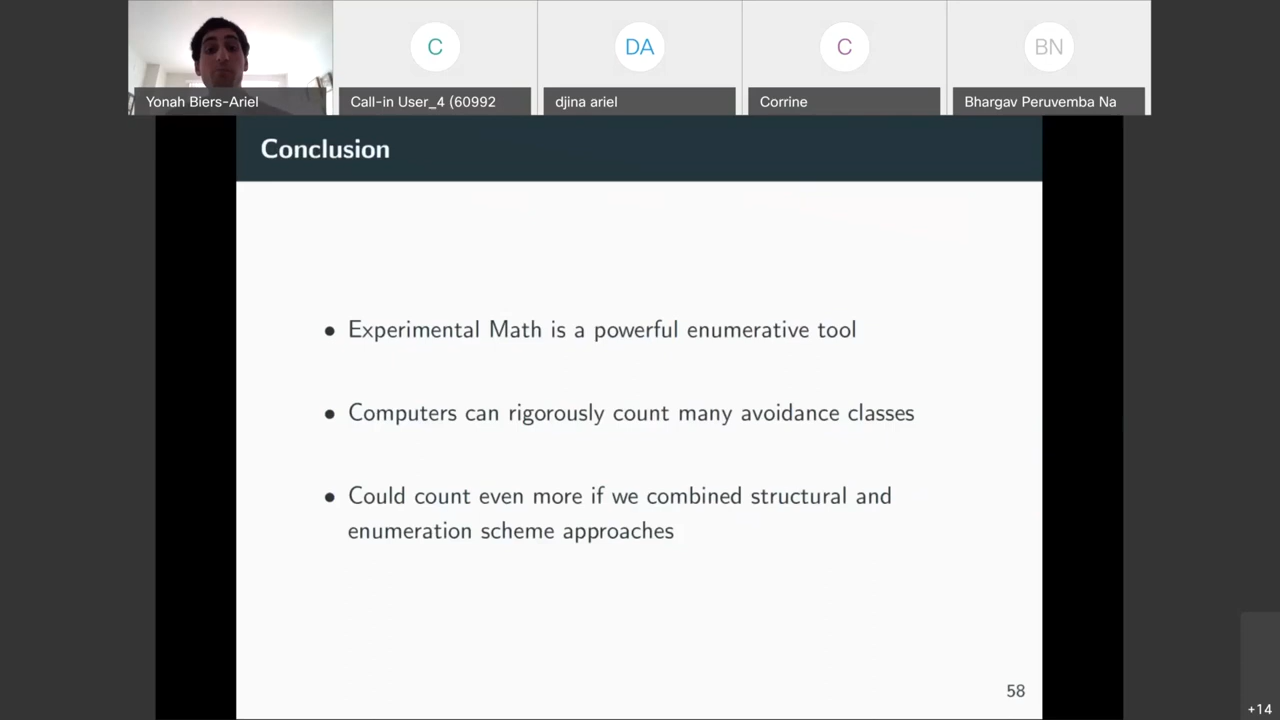 C
DA
C
BN
Yonah Biers-Ariel
Call-in User_4 (60992
djina ariel
Corrine
Bhargav Peruvemba Na
Conclusion
• Experimental Math is a powerful enumerative tool
• Computers can rigorously count many avoidance classes
• Could count even more if we combined structural and
enumeration scheme approaches
58
+14